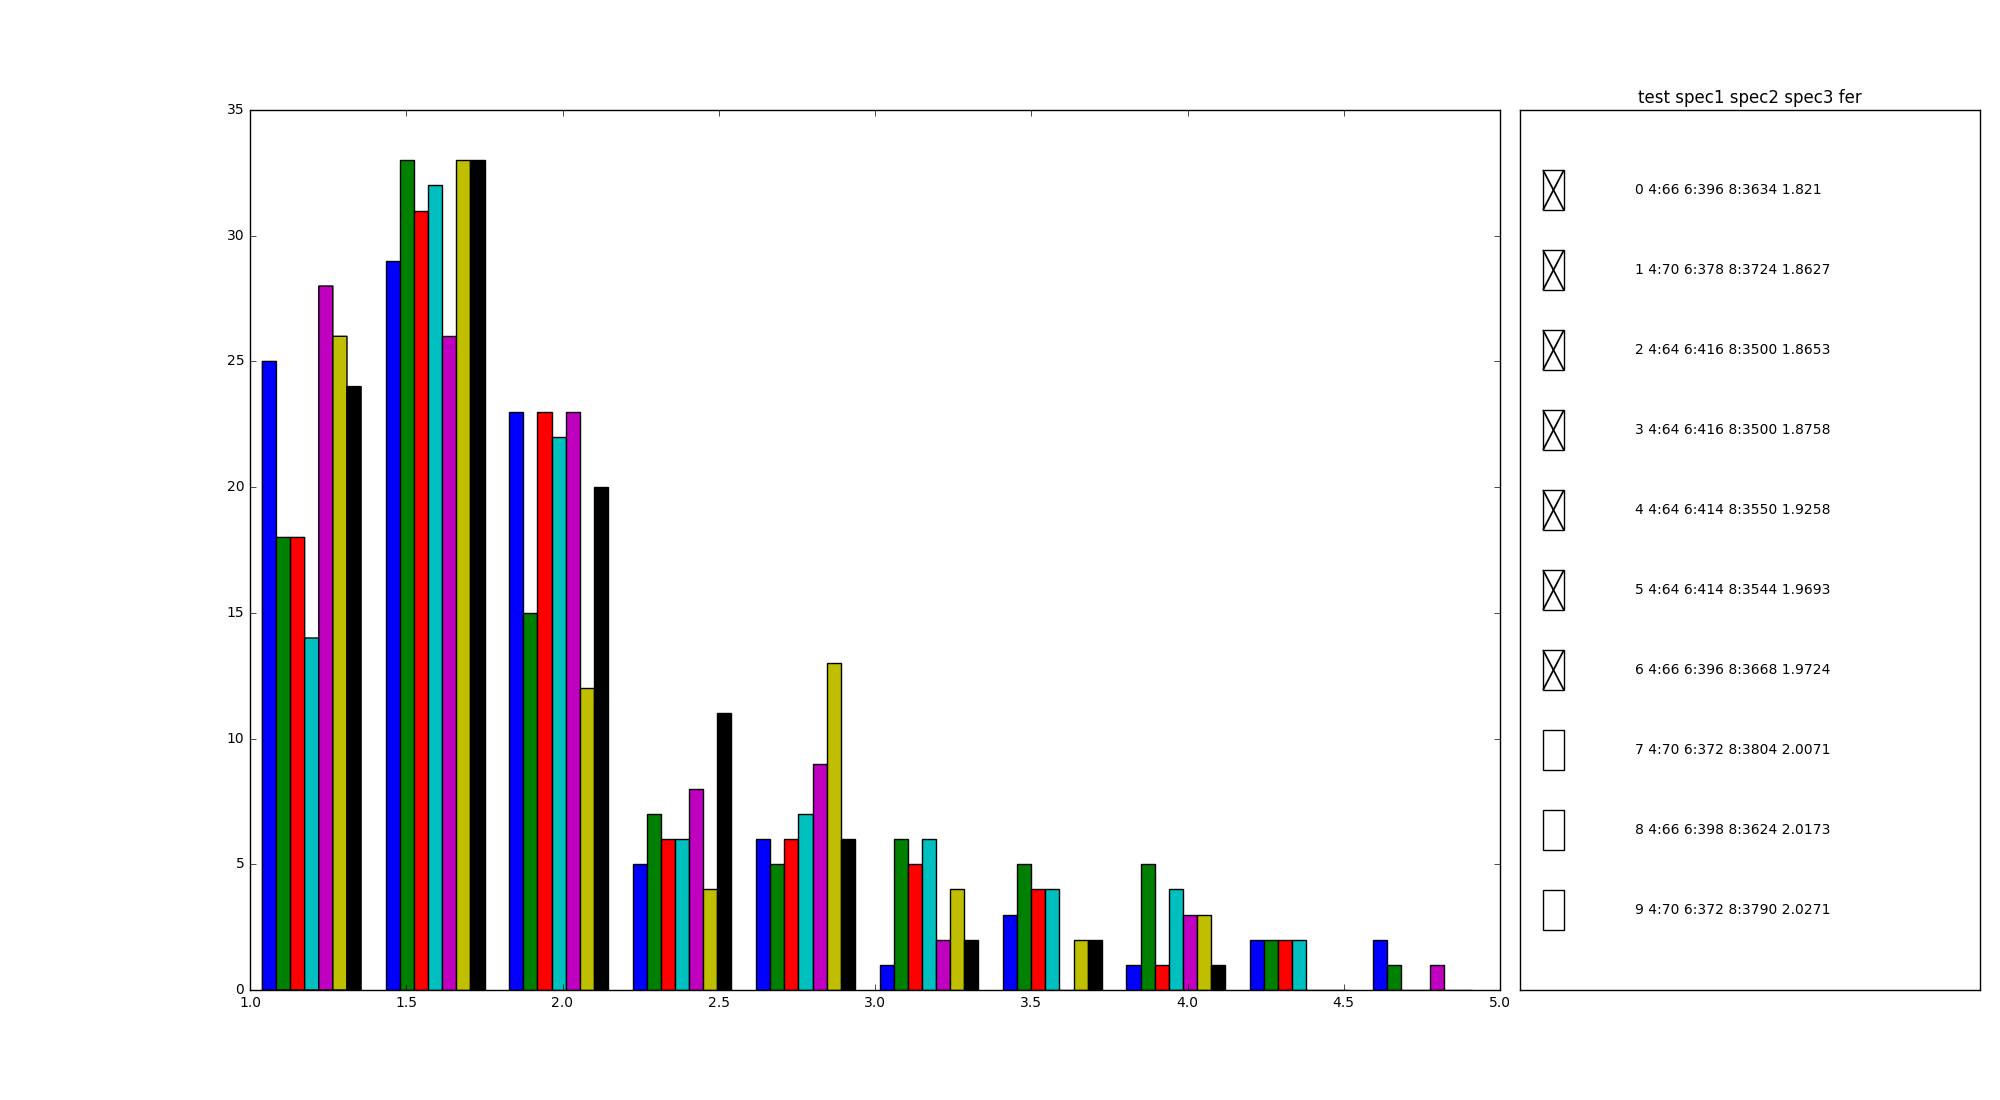 test spec1 spec2 spec3 fer
35
30
25
20
15
10
5
0
1.0 1.5 2.0 2.5 3.0 3.5 4.0 4.5 5.0
0 4:66 6:396 8:3634 1.821
1 4:70 6:378 8:3724 1.8627
2 4:64 6:416 8:3500 1.8653
3 4:64 6:416 8:3500 1.8758
4 4:64 6:414 8:3550 1.9258
5 4:64 6:414 8:3544 1.9693
6 4:66 6:396 8:3668 1.9724
7 4:70 6:372 8:3804 2.0071
8 4:66 6:398 8:3624 2.0173
9 4:70 6:372 8:3790 2.0271